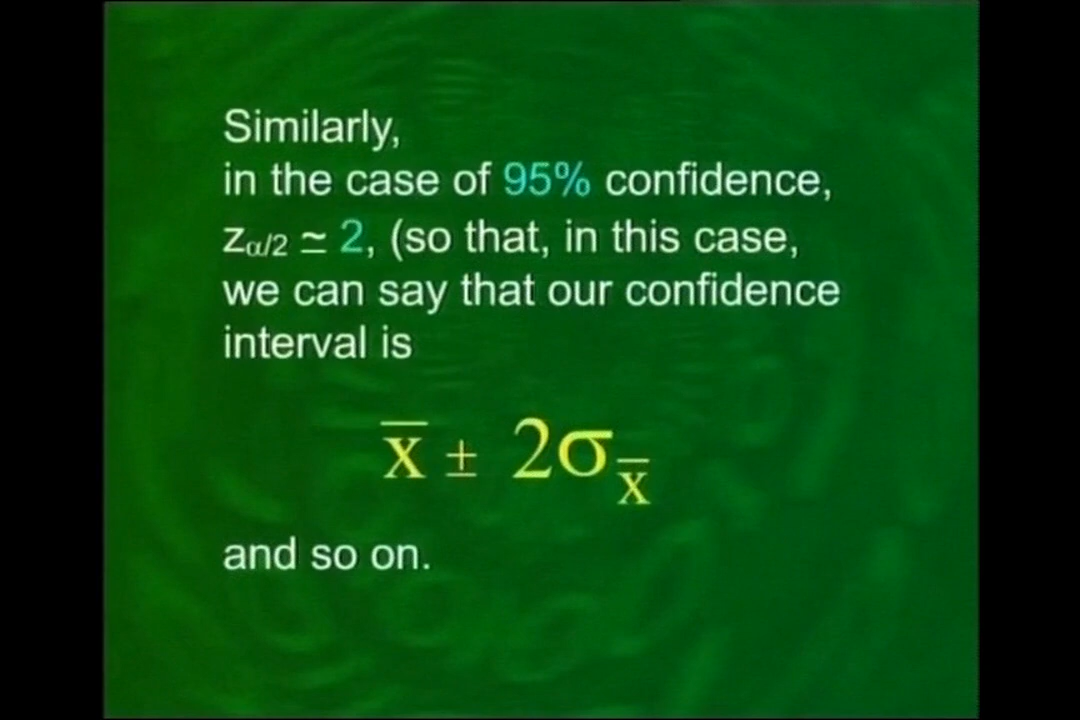 Similarly,
in the case of 95% confidence,
zα/2 ≃ 2, (so that, in this case,
we can say that our confidence
interval is
x̅ ± 2σx̅
and so on.